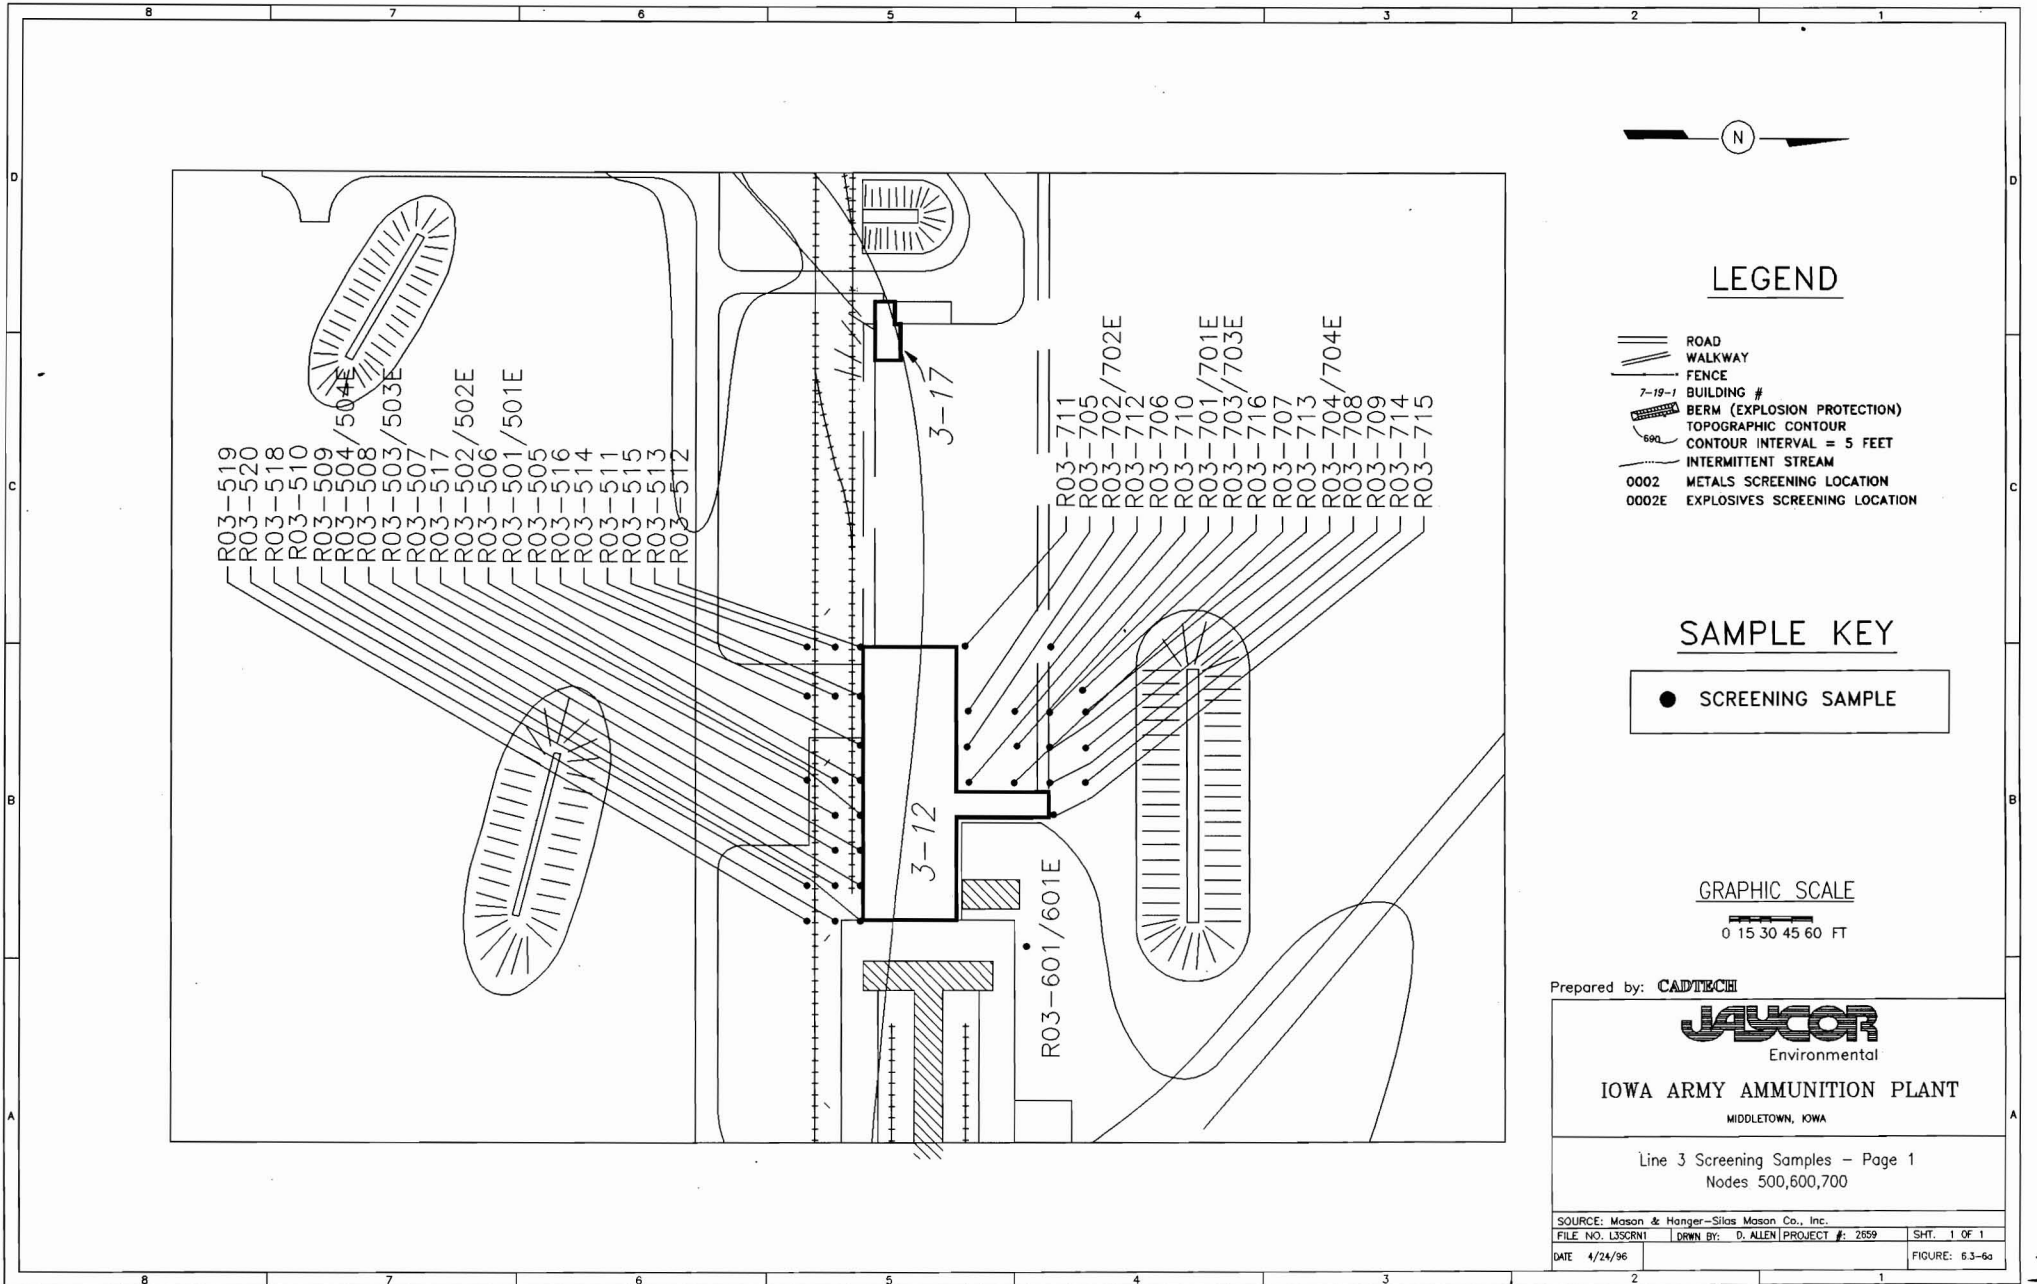 8 7 6 5 4 3 2 1
D
C
B
A
D
C
B
A
N
LEGEND
ROAD
WALKWAY
FENCE
7-19-1 BUILDING #
BERM (EXPLOSION PROTECTION)
TOPOGRAPHIC CONTOUR
690 CONTOUR INTERVAL = 5 FEET
INTERMITTENT STREAM
0002 METALS SCREENING LOCATION
0002E EXPLOSIVES SCREENING LOCATION
SAMPLE KEY
SCREENING SAMPLE
GRAPHIC SCALE
0 15 30 45 60 FT
R03-519
R03-520
R03-518
R03-510
R03-509
R03-504/504E
R03-508
R03-503/503E
R03-507
R03-517
R03-502/502E
R03-506
R03-501/501E
R03-505
R03-516
R03-514
R03-511
R03-515
R03-513
R03-512
3-17
R03-711
R03-705
R03-702/702E
R03-712
R03-706
R03-710
R03-701/701E
R03-703/703E
R03-716
R03-707
R03-713
R03-704/704E
R03-708
R03-709
R03-714
R03-715
3-12
R03-601/601E
Prepared by: CADTECH
JAYCOR
Environmental
IOWA ARMY AMMUNITION PLANT
MIDDLETOWN, IOWA
Line 3 Screening Samples - Page 1
Nodes 500,600,700
SOURCE: Mason & Hanger-Silas Mason Co., Inc.
FILE NO. L3SCRN1 DRWN BY: D. ALLEN PROJECT #: 2659 SHT. 1 OF 1
DATE 4/24/96 FIGURE: 6.3-6a
8 7 6 5 4 3 2 1